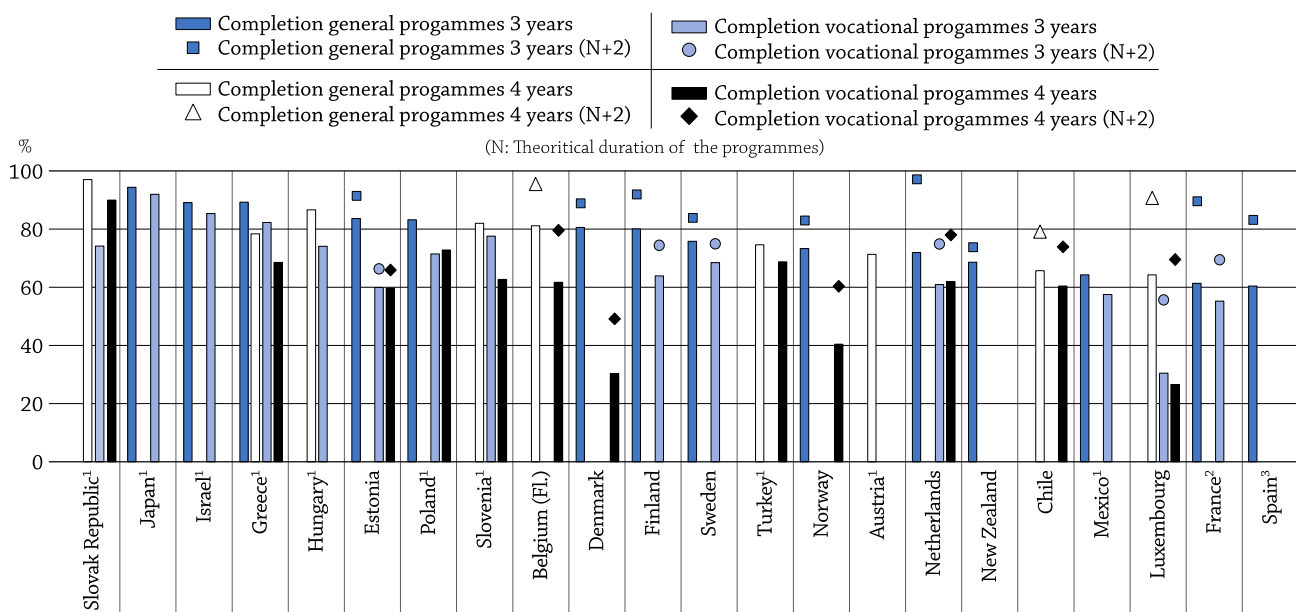 Completion general progammes 3 years
Completion general progammes 3 years (N+2)
Completion vocational progammes 3 years
Completion vocational progammes 3 years (N+2)
Completion general progammes 4 years
Completion general progammes 4 years (N+2)
Completion vocational progammes 4 years
Completion vocational progammes 4 years (N+2)
(N: Theoritical duration of the programmes)
%
100
80
60
40
20
0
Slovak Republic¹
Japan¹
Israel¹
Greece¹
Hungary¹
Estonia
Poland¹
Slovenia¹
Belgium (Fl.)
Denmark
Finland
Sweden
Turkey¹
Norway
Austria¹
Netherlands
New Zealand
Chile
Mexico¹
Luxembourg
France²
Spain³